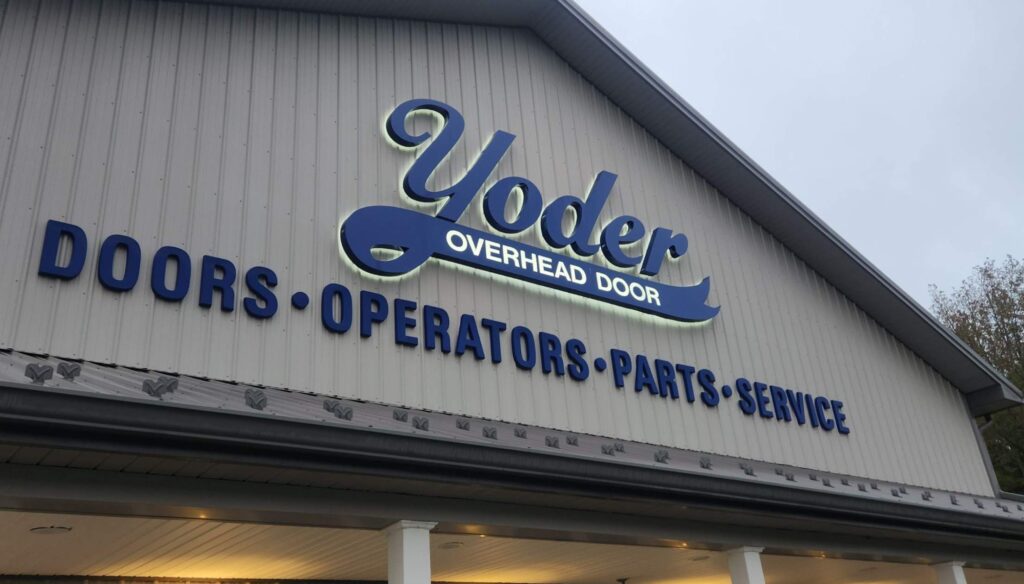 Yoder
OVERHEAD DOOR
DOORS•OPERATORS•PARTS•SERVICE